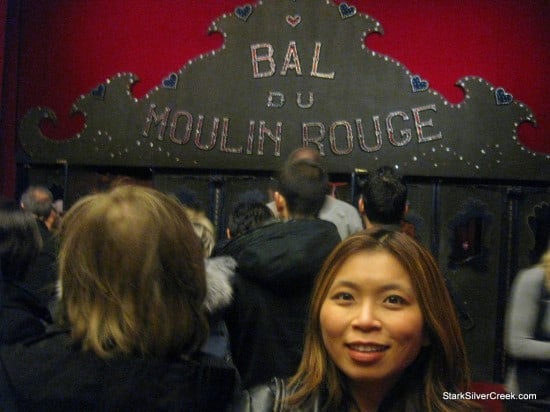 BAL
DU
MOULIN ROUGE
StarkSilverCreek.com